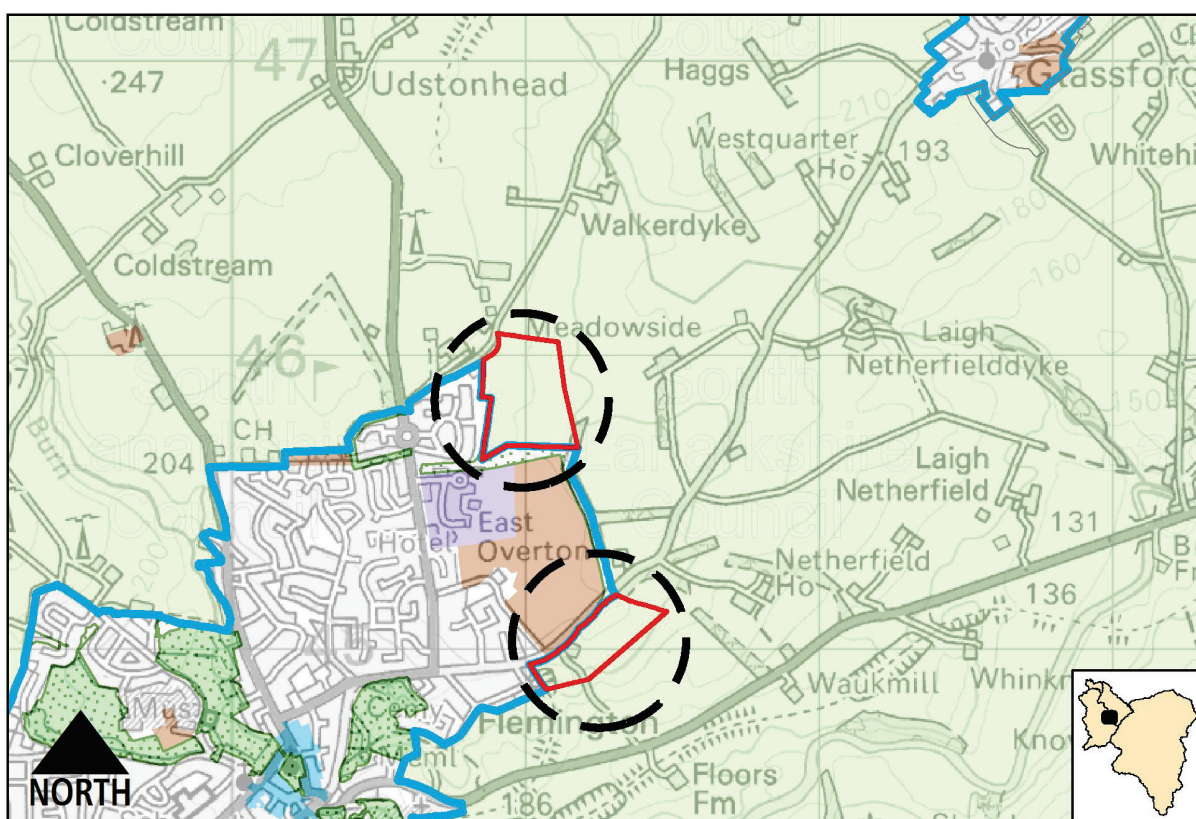 Coldstream
47
Haggs
Glassford
·247
Udstonhead
Westquarter
Ho
193
210
Whitehi
Cloverhill
Walkerdyke
180
Coldstream
160
Meadowside
46
Laigh
Netherfielddyke
150
CH
204
Laigh
Netherfield
131
East
Overton
Hotel
200
Netherfield
Ho
136
45
Waukmill
Flemington
NORTH
186
Floors
Fm